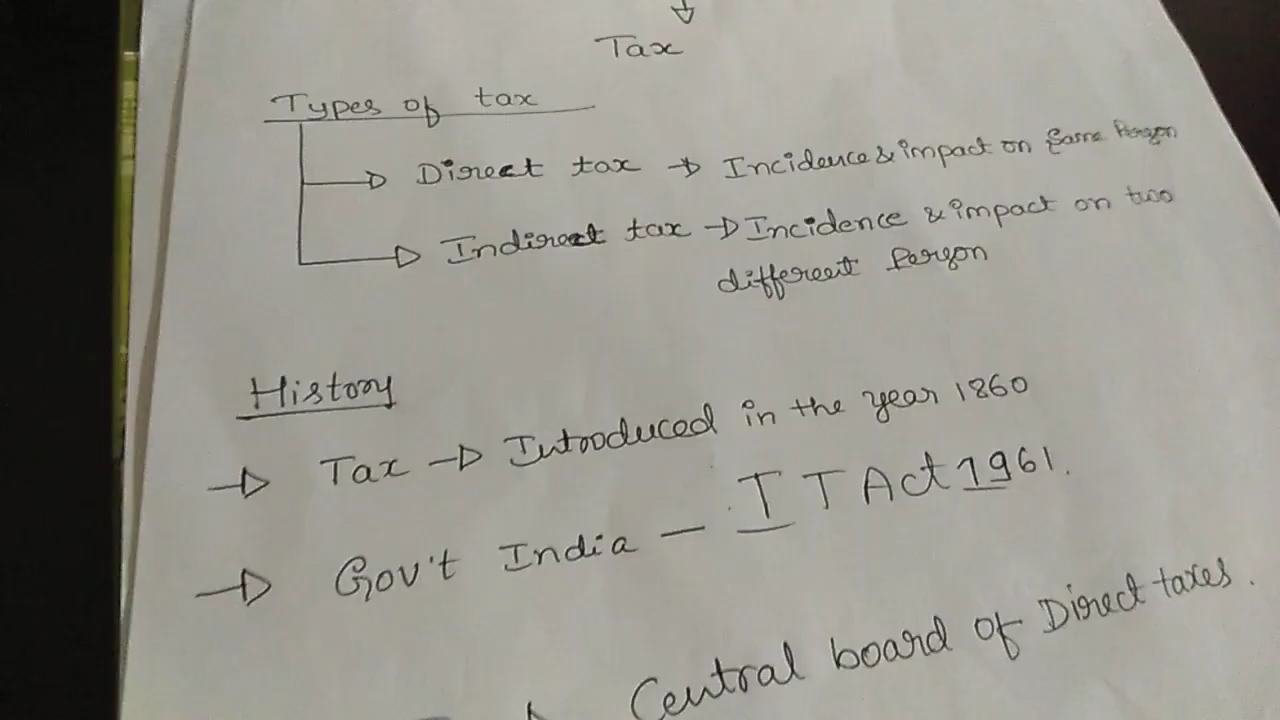 Tax
Types of tax
Direct tax → Incidence & impact on same Person
Indirect tax → Incidence & impact on two
different Person
History
→ Tax → Introduced in the year 1860
→ Gov't India – IT Act 1961.
Central board of Direct taxes.